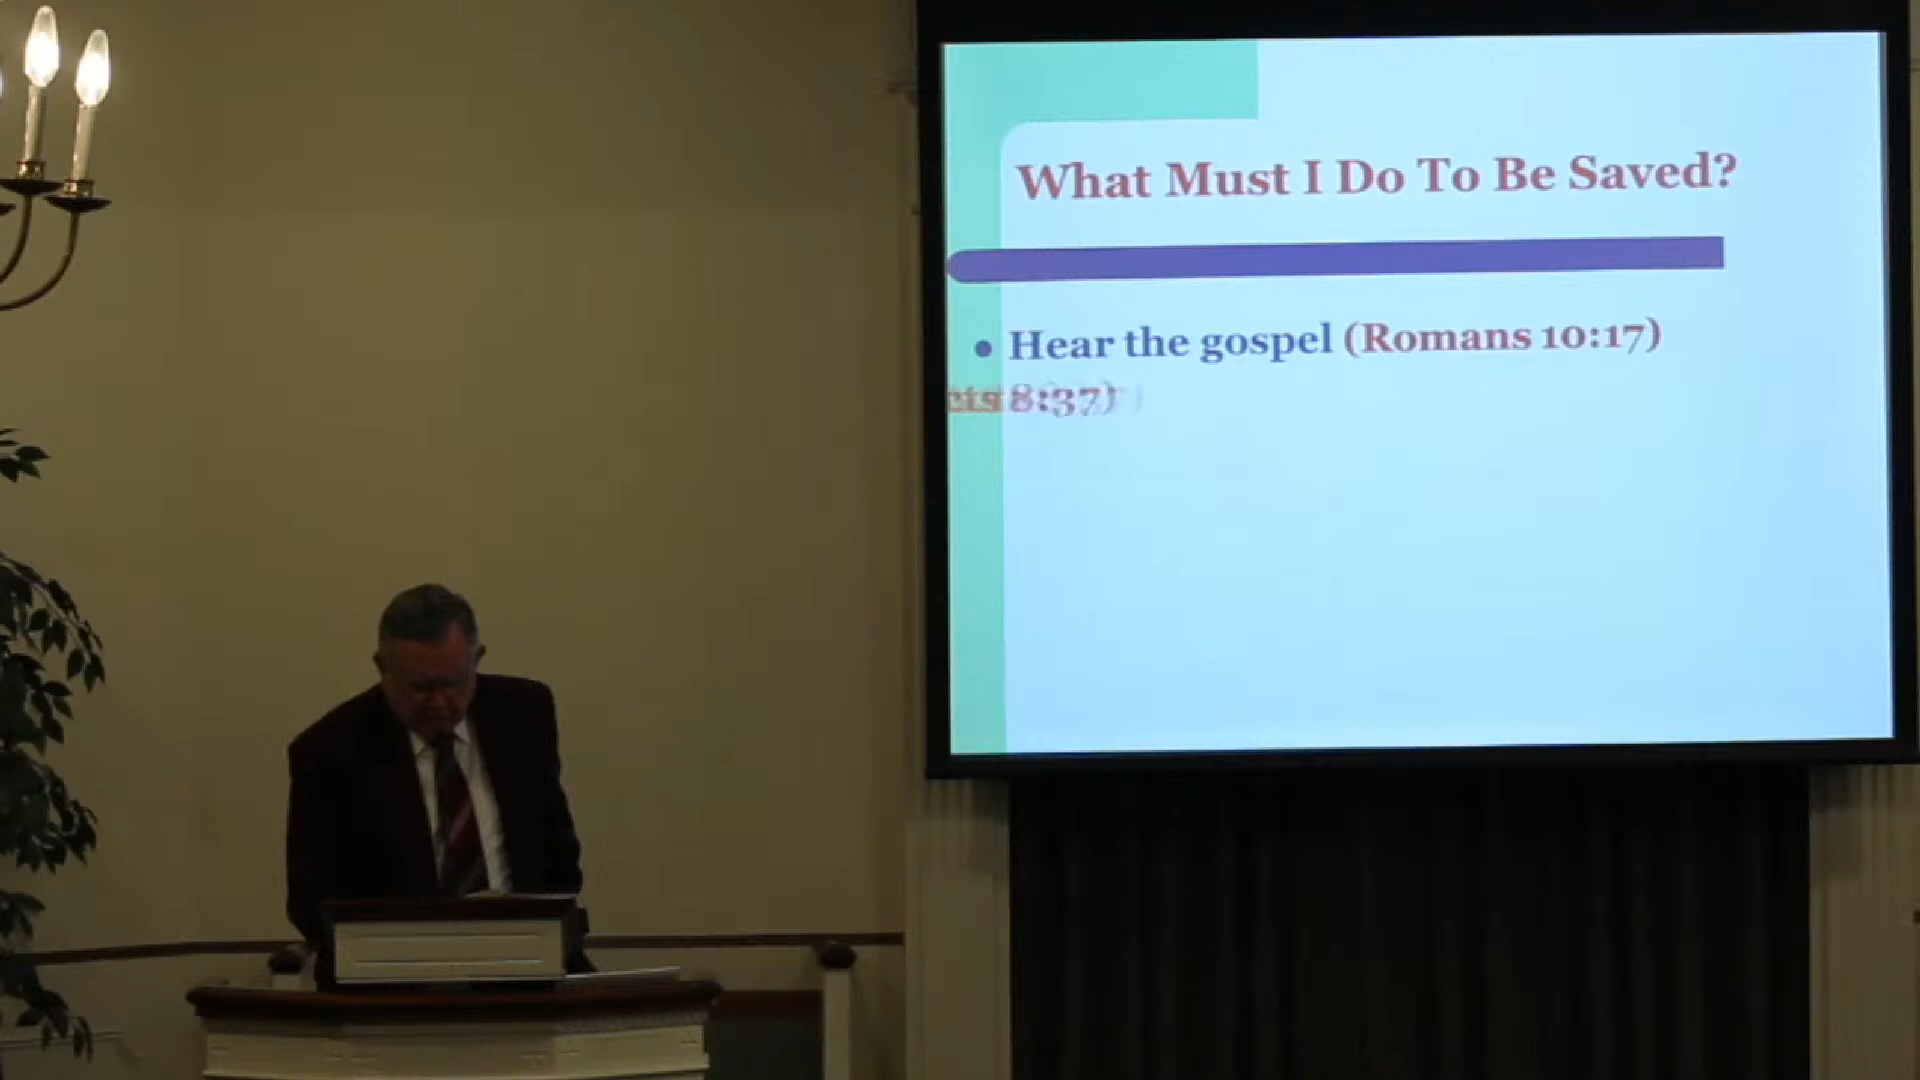 What Must I Do To Be Saved?
• Hear the gospel (Romans 10:17)
8:37)